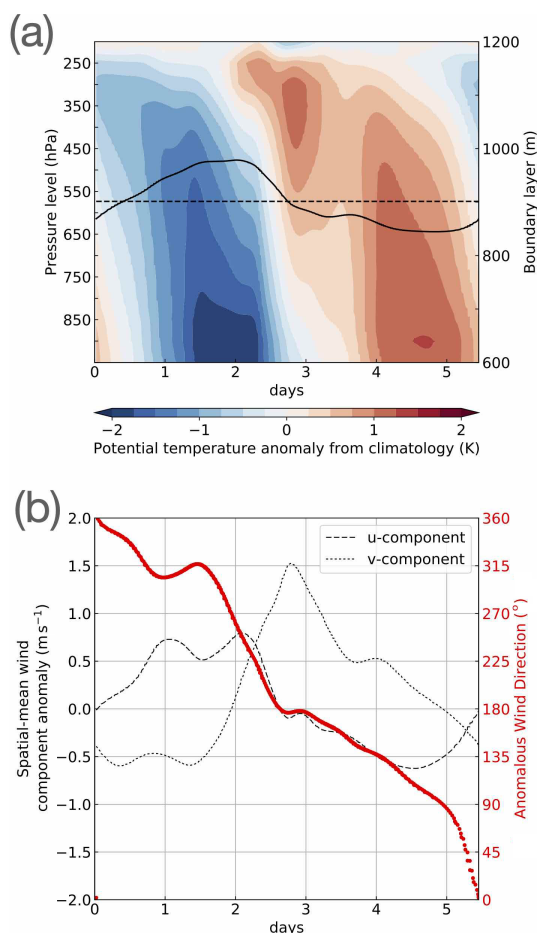 (a)
250
350
450
550
650
750
850
Pressure level (hPa)
1200
1000
800
600
Boundary layer (m)
0 1 2 3 4 5
days
−2 −1 0 1 2
Potential temperature anomaly from climatology (K)
(b)
2.0
1.5
1.0
0.5
0.0
−0.5
−1.0
−1.5
−2.0
Spatial-mean wind
component anomaly (m s⁻¹)
u-component
v-component
360
315
270
225
180
135
90
45
0
Anomalous Wind Direction (°)
0 1 2 3 4 5
days